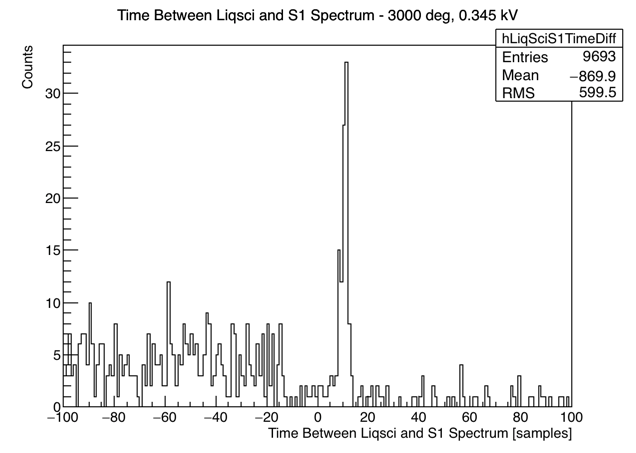 Time Between Liqsci and S1 Spectrum - 3000 deg, 0.345 kV
hLiqSciS1TimeDiff
Entries 9693
Mean −869.9
RMS 599.5
Counts
30
25
20
15
10
5
0
−100 −80 −60 −40 −20 0 20 40 60 80 100
Time Between Liqsci and S1 Spectrum [samples]